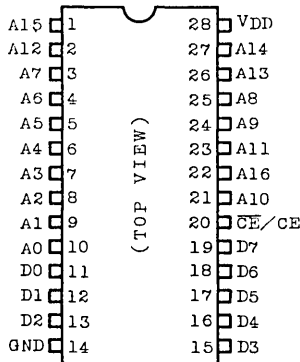 A15 1 28 VDD
A12 2 27 A14
A7 3 26 A13
A6 4 25 A8
A5 5 24 A9
A4 6 23 A11
A3 7 22 A16
A2 8 21 A10
A1 9 20 CE/CE
A0 10 19 D7
D0 11 18 D6
D1 12 17 D5
D2 13 16 D4
GND 14 15 D3
(TOP VIEW)